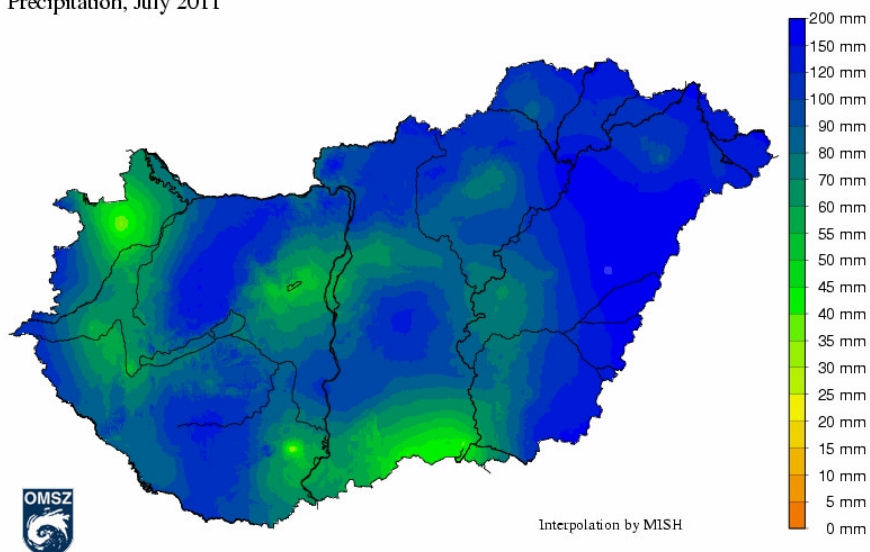 Precipitation, July 2011
200 mm
150 mm
120 mm
100 mm
90 mm
80 mm
70 mm
60 mm
55 mm
50 mm
45 mm
40 mm
35 mm
30 mm
25 mm
20 mm
15 mm
10 mm
5 mm
0 mm
OMSZ
Interpolation by MISH